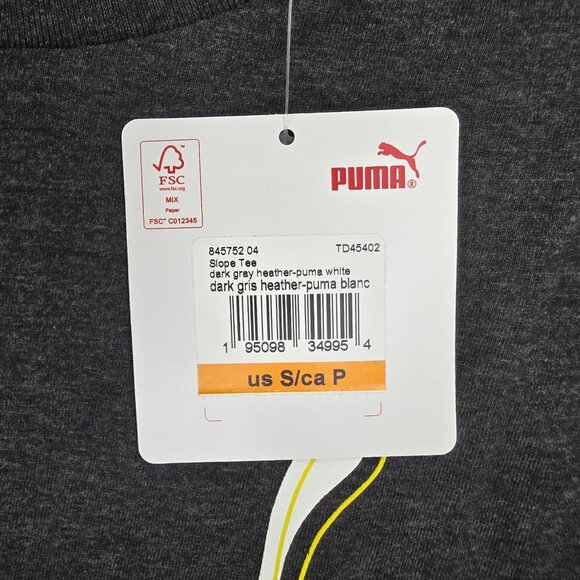 FSC
www.fsc.org
MIX
Paper
FSC™ C012345
PUMA®
845752 04 TD45402
Slope Tee
dark gray heather-puma white
dark gris heather-puma blanc
1 95098 34995 4
us S/ca P